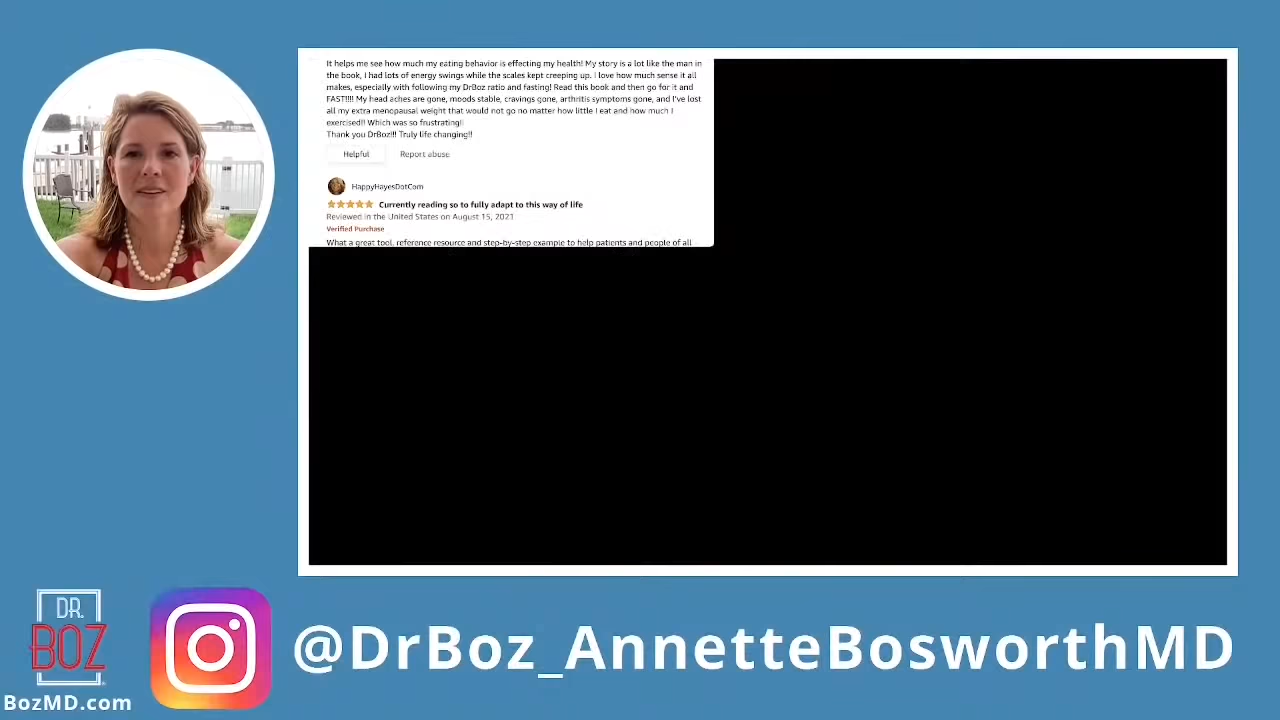 It helps me see how much my eating behavior is effecting my health! My story is a lot like the man in
the book, I had lots of energy swings while the scales kept creeping up. I love how much sense it all
makes, especially with following my DrBoz ratio and fasting! Read this book and then go for it and
FAST!!!! My head aches are gone, moods stable, cravings gone, arthritis symptoms gone, and I've lost
all my extra menopausal weight that would not go no matter how little I eat and how much I
exercised!! Which was so frustrating!!
Thank you DrBoz!!! Truly life changing!!
Helpful Report abuse
HappyHayesDotCom
Currently reading so to fully adapt to this way of life
Reviewed in the United States on August 15, 2021
Verified Purchase
What a great tool, reference resource and step-by-step example to help patients and people of all
DR.
BOZ
BozMD.com
@DrBoz_AnnetteBosworthMD